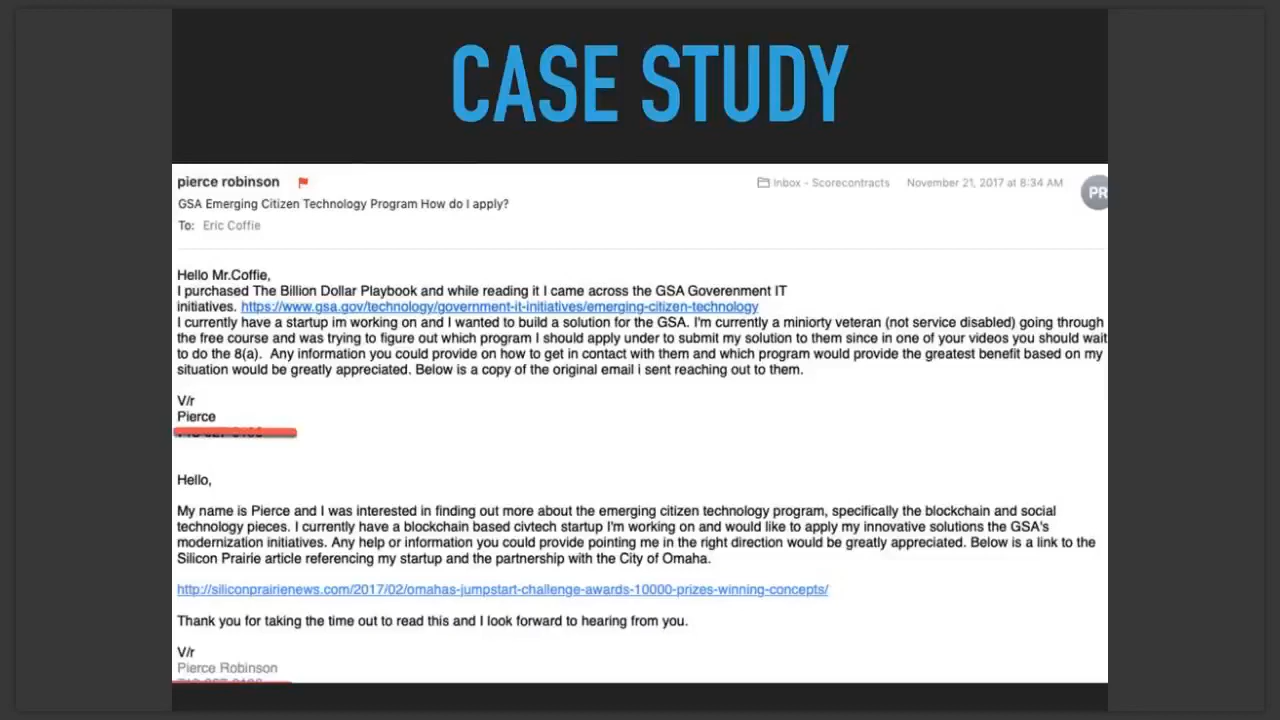 CASE STUDY
pierce robinson
Inbox - Scorecontracts November 21, 2017 at 8:34 AM
PR
GSA Emerging Citizen Technology Program How do I apply?
To: Eric Coffie
Hello Mr.Coffie,
I purchased The Billion Dollar Playbook and while reading it I came across the GSA Goverenment IT
initiatives. https://www.gsa.gov/technology/government-it-initiatives/emerging-citizen-technology
I currently have a startup im working on and I wanted to build a solution for the GSA. I'm currently a miniorty veteran (not service disabled) going through
the free course and was trying to figure out which program I should apply under to submit my solution to them since in one of your videos you should wait
to do the 8(a). Any information you could provide on how to get in contact with them and which program would provide the greatest benefit based on my
situation would be greatly appreciated. Below is a copy of the original email i sent reaching out to them.
V/r
Pierce
Hello,
My name is Pierce and I was interested in finding out more about the emerging citizen technology program, specifically the blockchain and social
technology pieces. I currently have a blockchain based civtech startup I'm working on and would like to apply my innovative solutions the GSA's
modernization initiatives. Any help or information you could provide pointing me in the right direction would be greatly appreciated. Below is a link to the
Silicon Prairie article referencing my startup and the partnership with the City of Omaha.
http://siliconprairienews.com/2017/02/omahas-jumpstart-challenge-awards-10000-prizes-winning-concepts/
Thank you for taking the time out to read this and I look forward to hearing from you.
V/r
Pierce Robinson